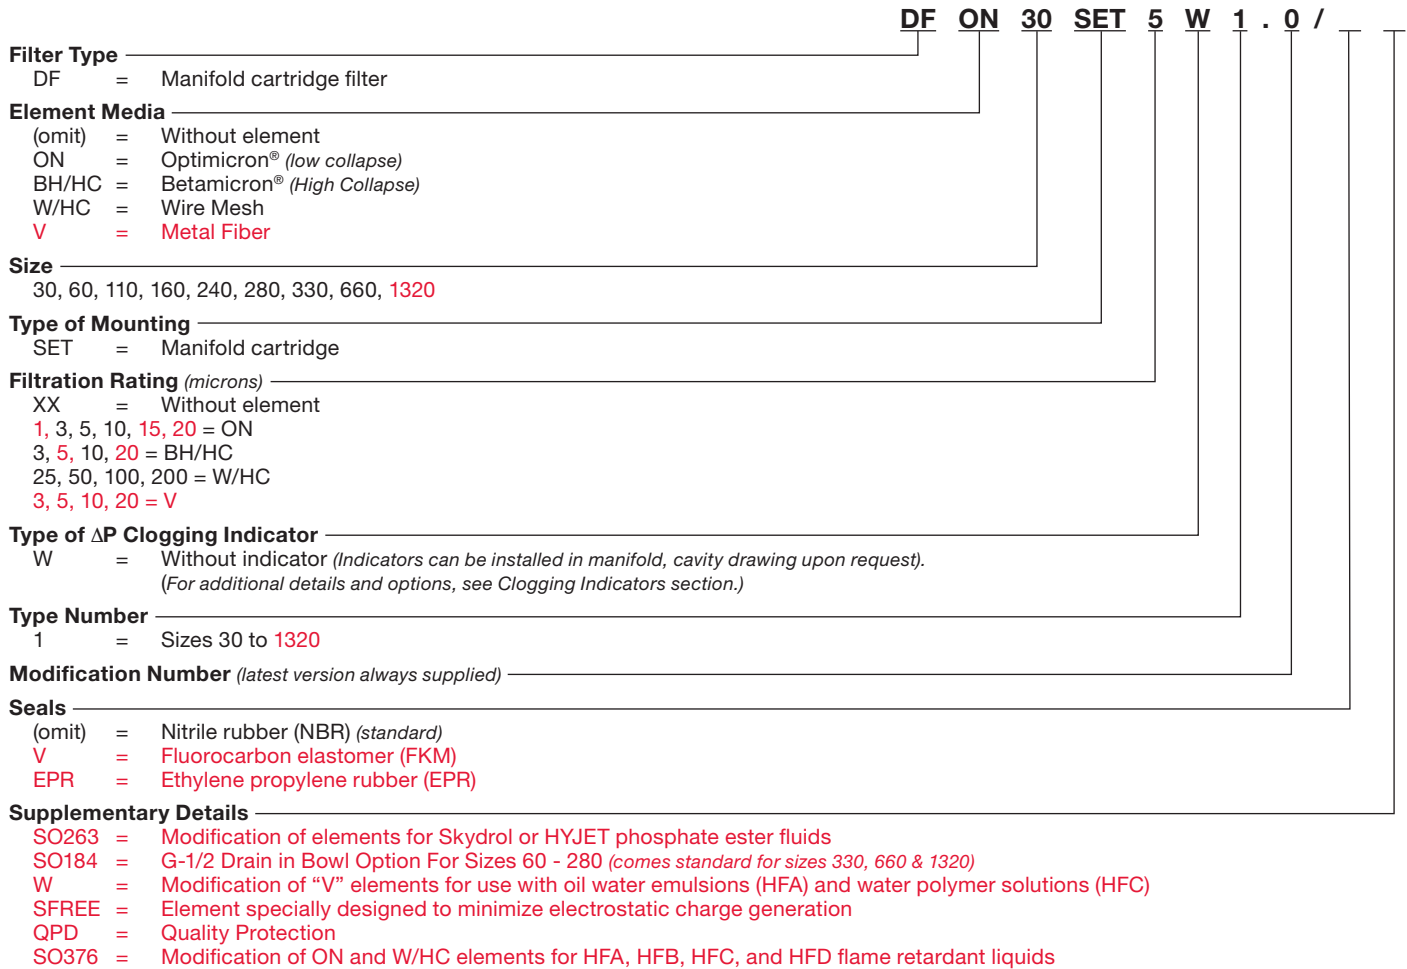 DF ON 30 SET 5 W 1 . 0 / _ _
Filter Type
DF = Manifold cartridge filter
Element Media
(omit) = Without element
ON = Optimicron® (low collapse)
BH/HC = Betamicron® (High Collapse)
W/HC = Wire Mesh
V = Metal Fiber
Size
30, 60, 110, 160, 240, 280, 330, 660, 1320
Type of Mounting
SET = Manifold cartridge
Filtration Rating (microns)
XX = Without element
1, 3, 5, 10, 15, 20 = ON
3, 5, 10, 20 = BH/HC
25, 50, 100, 200 = W/HC
3, 5, 10, 20 = V
Type of ΔP Clogging Indicator
W = Without indicator (Indicators can be installed in manifold, cavity drawing upon request).
(For additional details and options, see Clogging Indicators section.)
Type Number
1 = Sizes 30 to 1320
Modification Number (latest version always supplied)
Seals
(omit) = Nitrile rubber (NBR) (standard)
V = Fluorocarbon elastomer (FKM)
EPR = Ethylene propylene rubber (EPR)
Supplementary Details
SO263 = Modification of elements for Skydrol or HYJET phosphate ester fluids
SO184 = G-1/2 Drain in Bowl Option For Sizes 60 - 280 (comes standard for sizes 330, 660 & 1320)
W = Modification of “V” elements for use with oil water emulsions (HFA) and water polymer solutions (HFC)
SFREE = Element specially designed to minimize electrostatic charge generation
QPD = Quality Protection
SO376 = Modification of ON and W/HC elements for HFA, HFB, HFC, and HFD flame retardant liquids